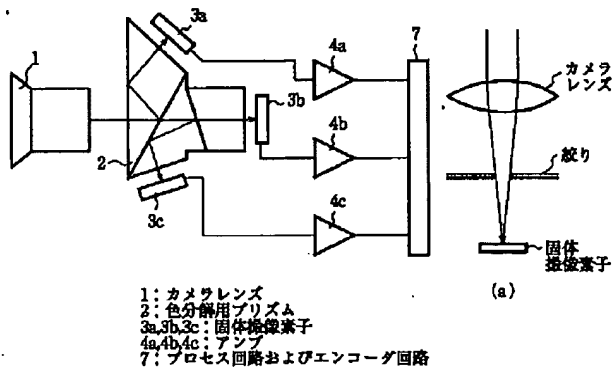 1
2
3a
3b
3c
4a
4b
4c
7
カメラ
レンズ
絞り
固体
撮像素子
(a)
1：カメラレンズ
2：色分解用プリズム
3a,3b,3c：固体撮像素子
4a,4b,4c：アンプ
7：プロセス回路およびエンコーダ回路